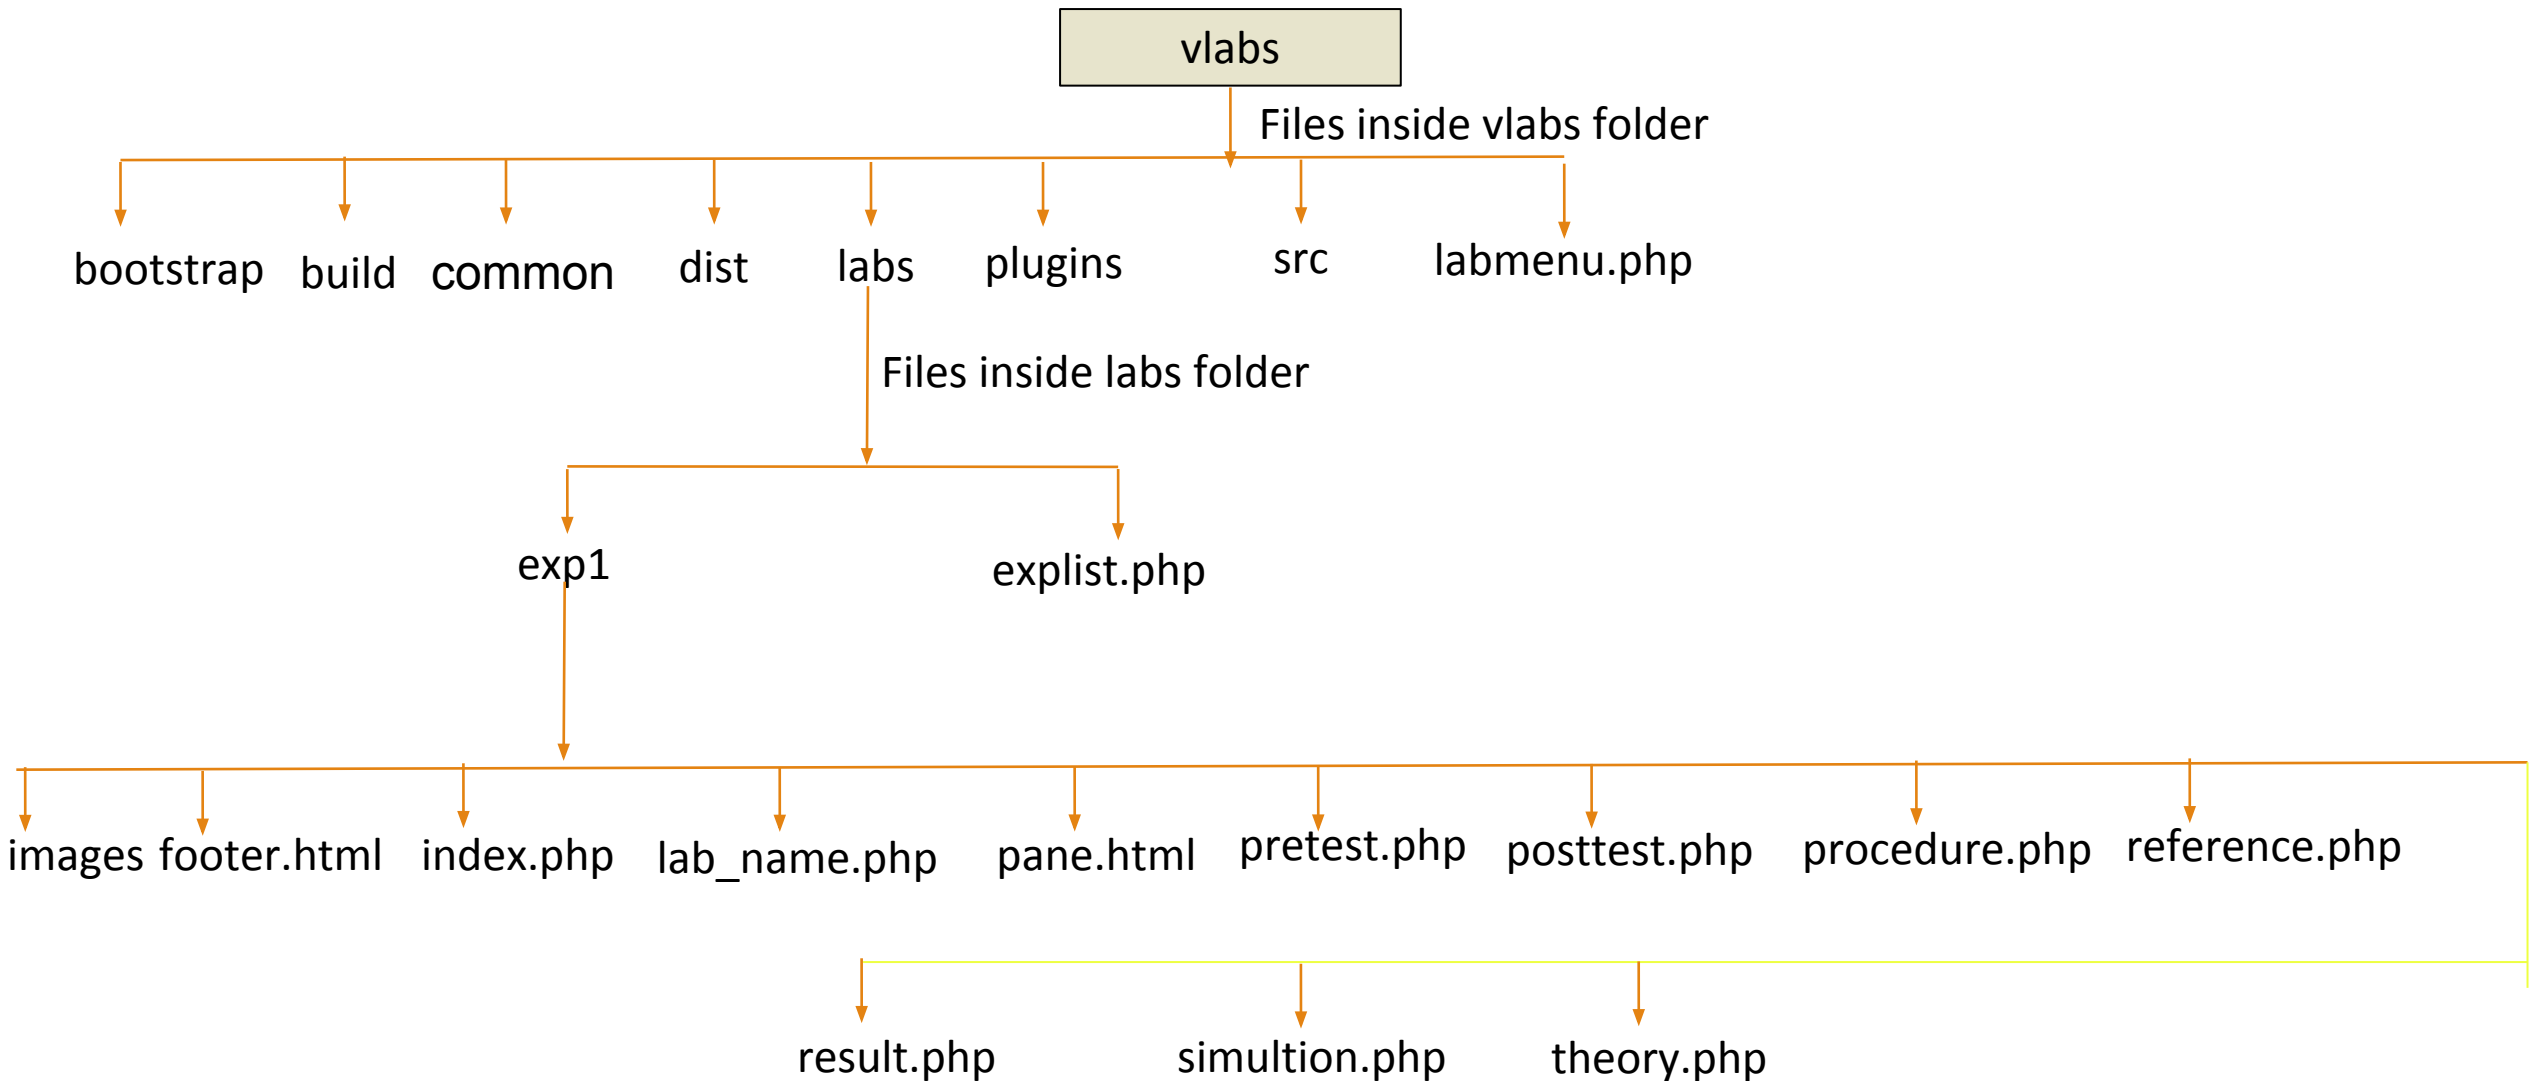 vlabs
Files inside vlabs folder
bootstrap build common dist labs plugins src labmenu.php
Files inside labs folder
exp1 explist.php
images footer.html index.php lab_name.php pane.html pretest.php posttest.php procedure.php reference.php
result.php simultion.php theory.php